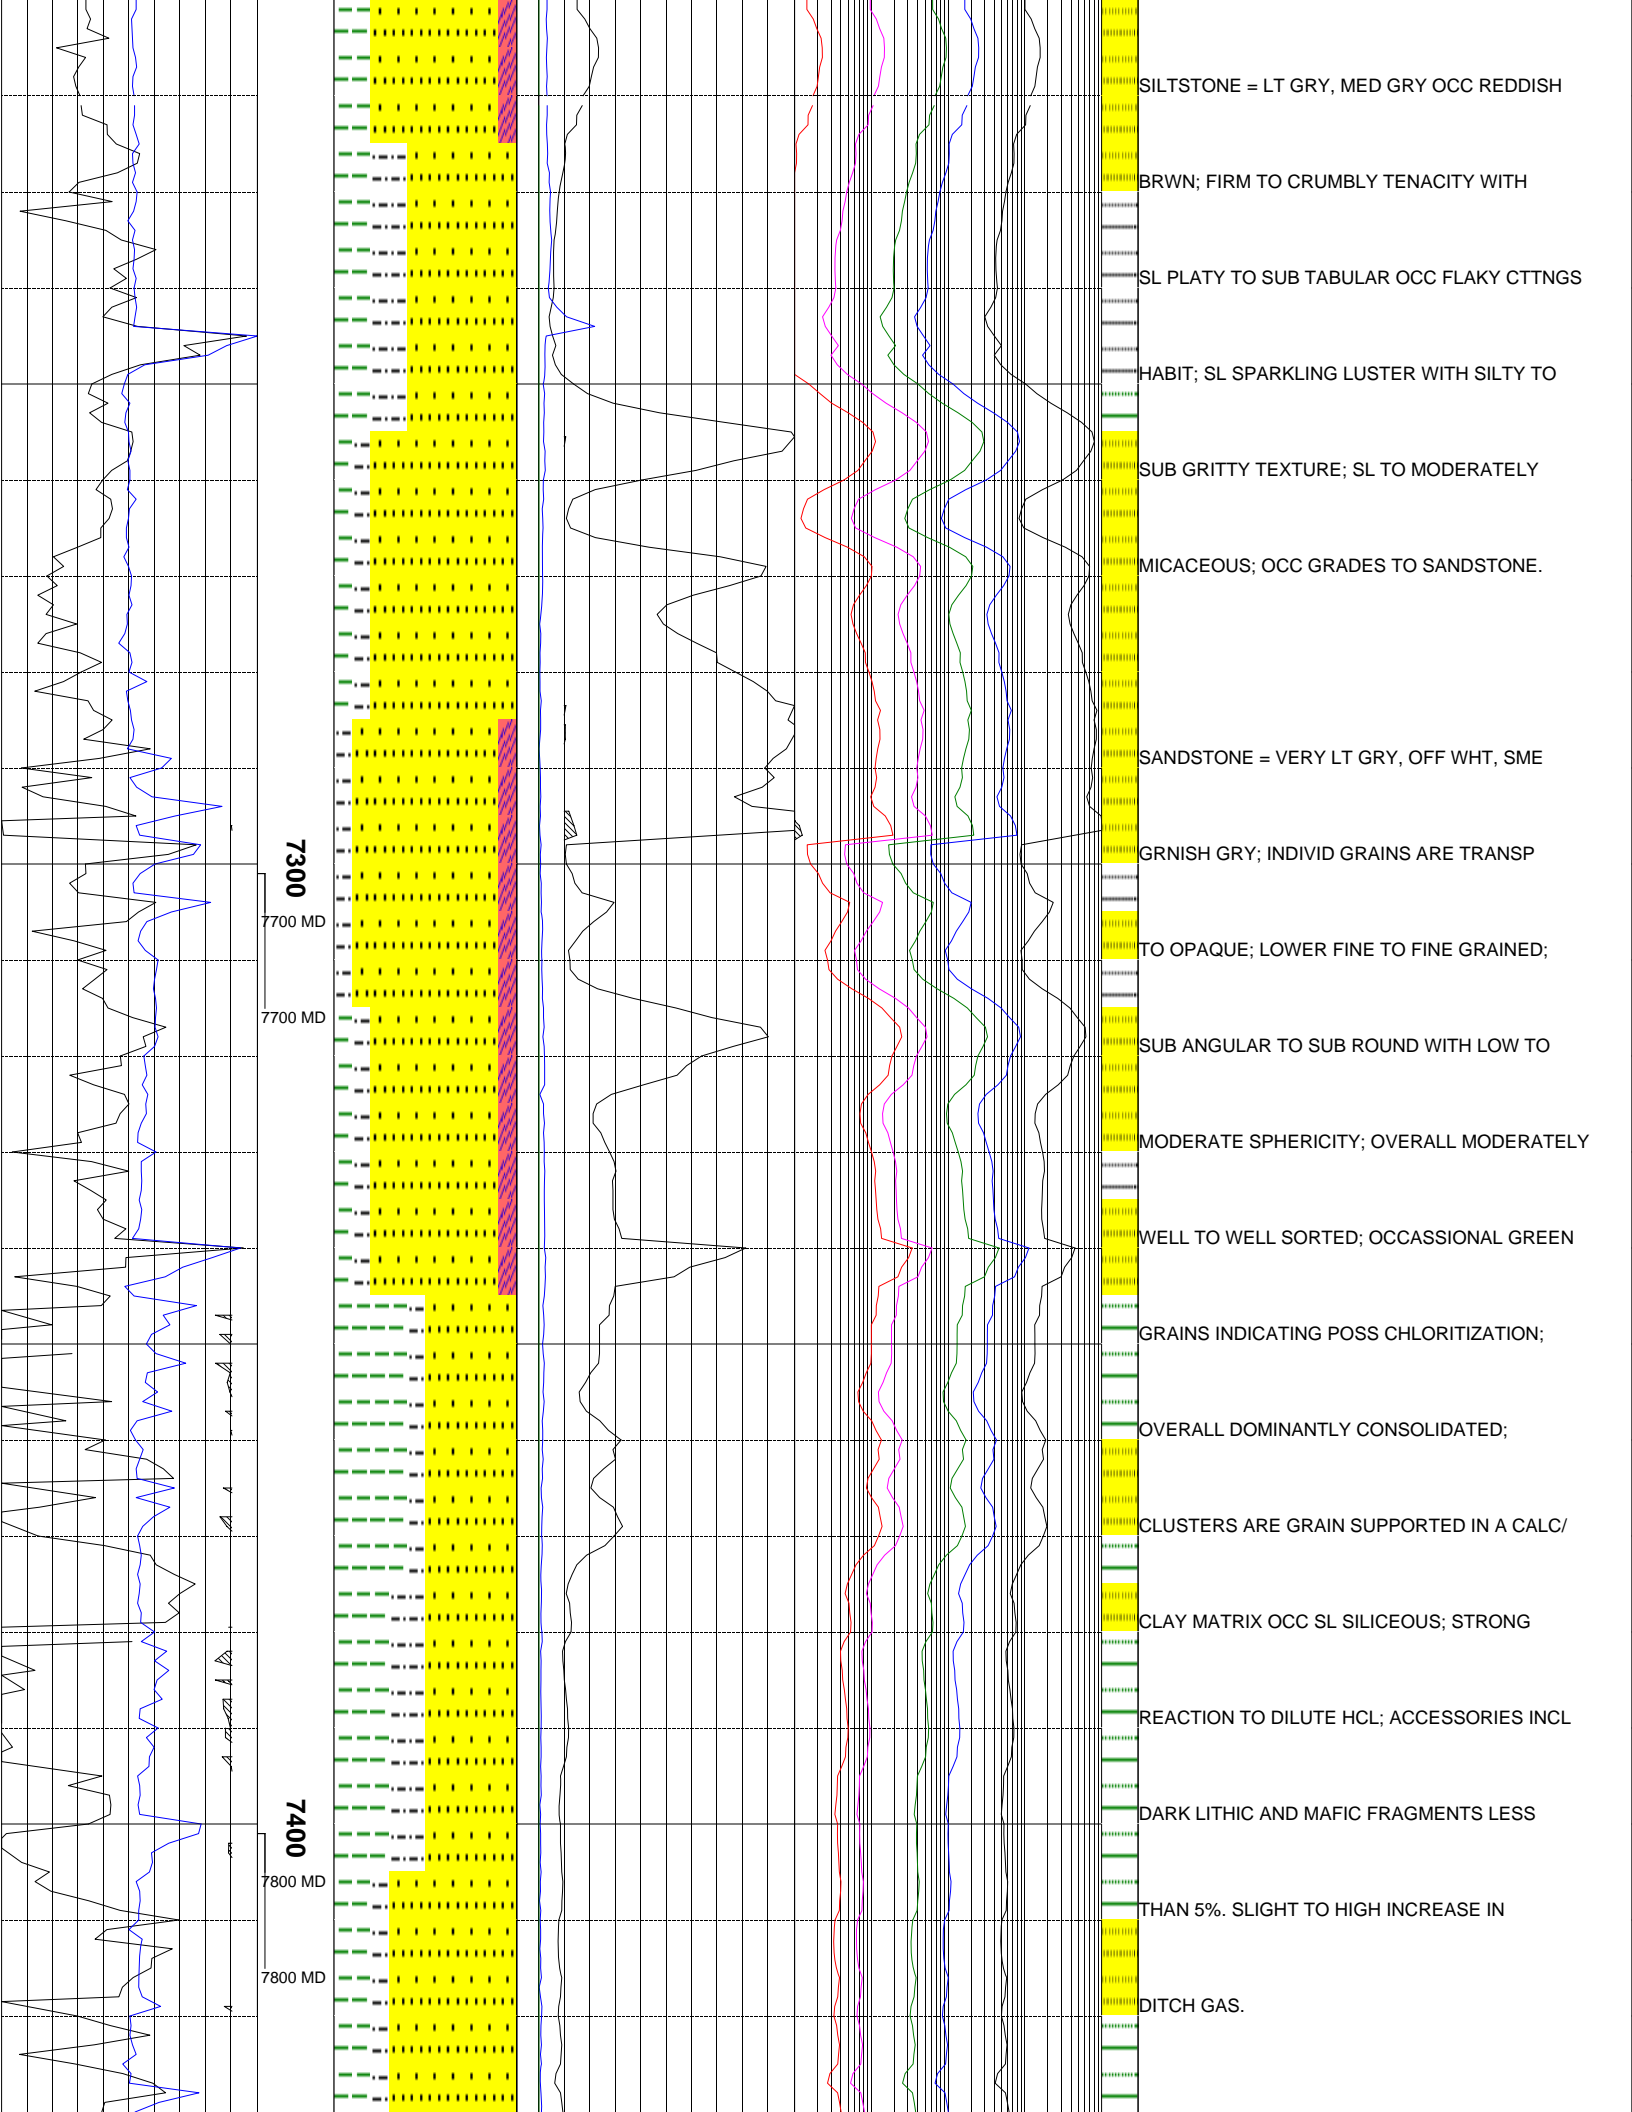 SILTSTONE = LT GRY, MED GRY OCC REDDISH
BRWN; FIRM TO CRUMBLY TENACITY WITH
SL PLATY TO SUB TABULAR OCC FLAKY CTTNGS
HABIT; SL SPARKLING LUSTER WITH SILTY TO
SUB GRITTY TEXTURE; SL TO MODERATELY
MICACEOUS; OCC GRADES TO SANDSTONE.
SANDSTONE = VERY LT GRY, OFF WHT, SME
7300
GRNISH GRY; INDIVID GRAINS ARE TRANSP
7700 MD
TO OPAQUE; LOWER FINE TO FINE GRAINED;
7700 MD
SUB ANGULAR TO SUB ROUND WITH LOW TO
MODERATE SPHERICITY; OVERALL MODERATELY
WELL TO WELL SORTED; OCCASSIONAL GREEN
GRAINS INDICATING POSS CHLORITIZATION;
OVERALL DOMINANTLY CONSOLIDATED;
CLUSTERS ARE GRAIN SUPPORTED IN A CALC/
CLAY MATRIX OCC SL SILICEOUS; STRONG
REACTION TO DILUTE HCL; ACCESSORIES INCL
7400
DARK LITHIC AND MAFIC FRAGMENTS LESS
7800 MD
THAN 5%. SLIGHT TO HIGH INCREASE IN
7800 MD
DITCH GAS.